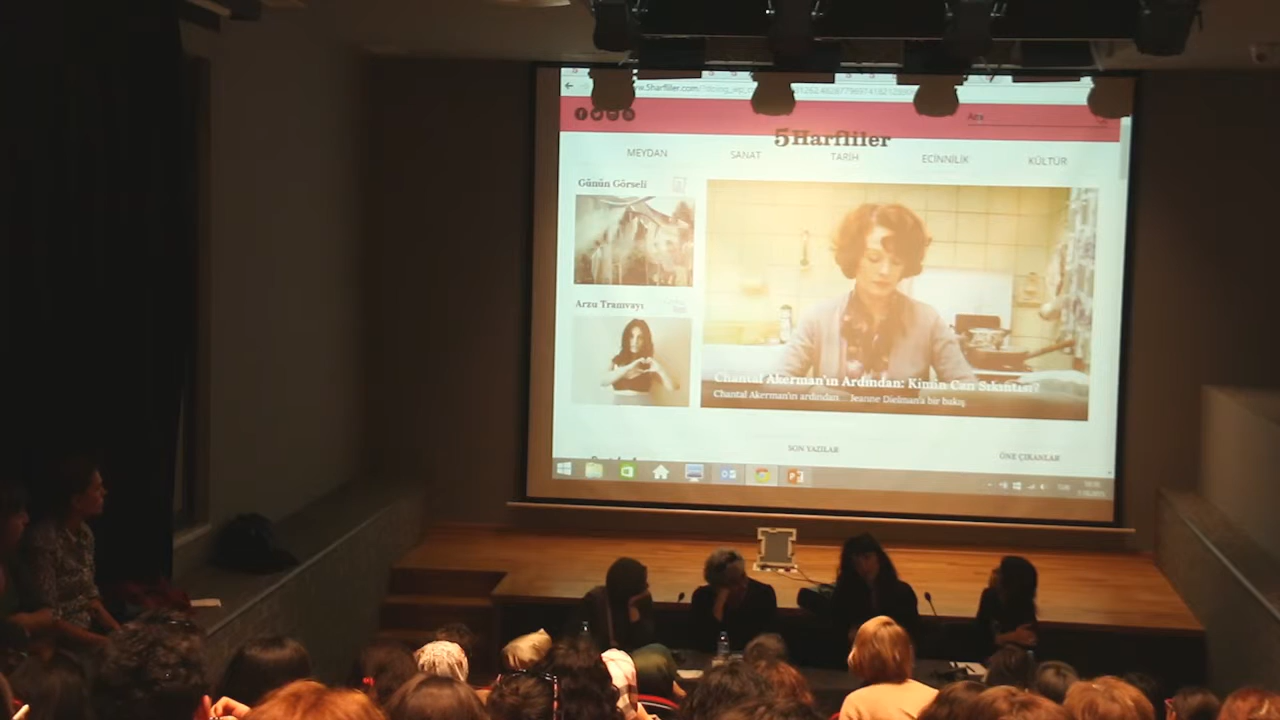 5Harfliler
MEYDAN SANAT TARİH ECİNNİLİK KÜLTÜR
Günün Görseli
Arzu Tramvayı
Chantal Akerman'ın Ardından: Kimin Can Sıkıntısı?
Chantal Akerman'ın ardından... Jeanne Dielman'a bir bakış
SON YAZILAR
ÖNE ÇIKANLAR